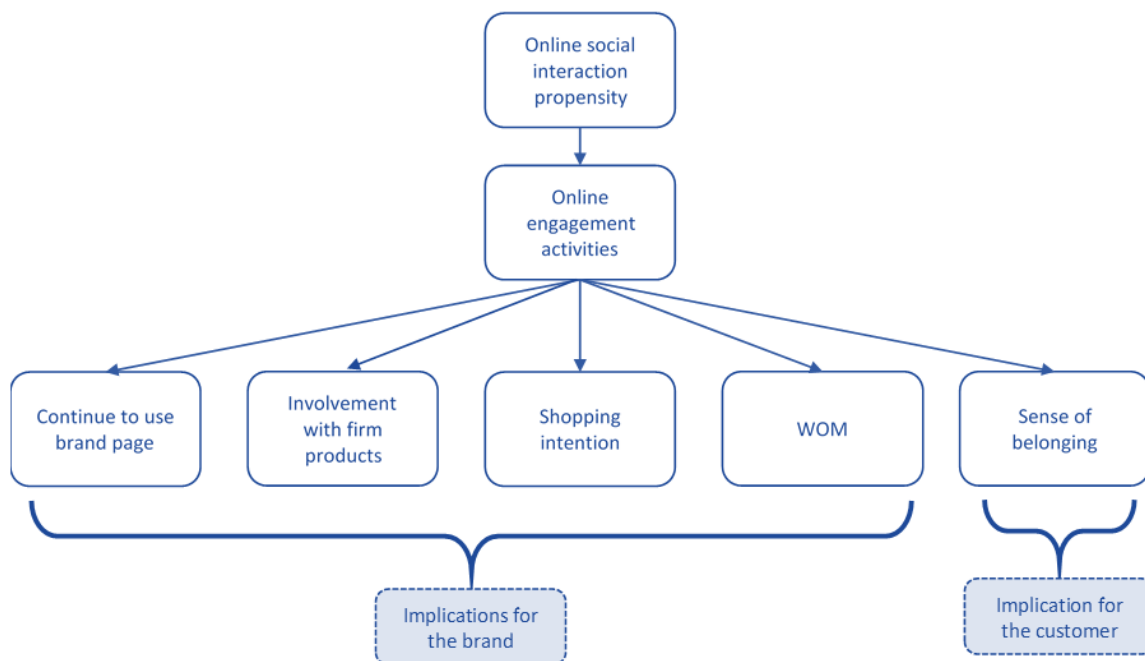 Online social
interaction
propensity
Online
engagement
activities
Continue to use
brand page
Involvement
with firm
products
Shopping
intention
WOM
Sense of
belonging
Implications for
the brand
Implication for
the customer